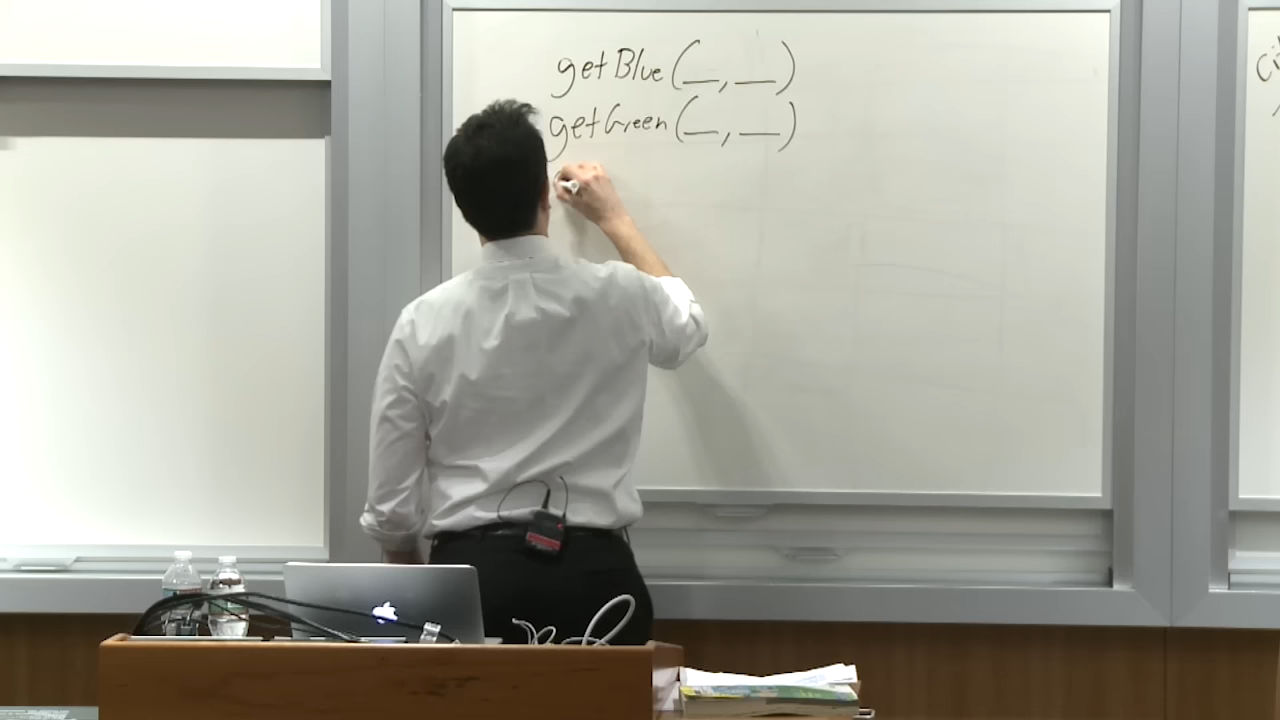 getBlue(__, __)
getGreen(__, __)